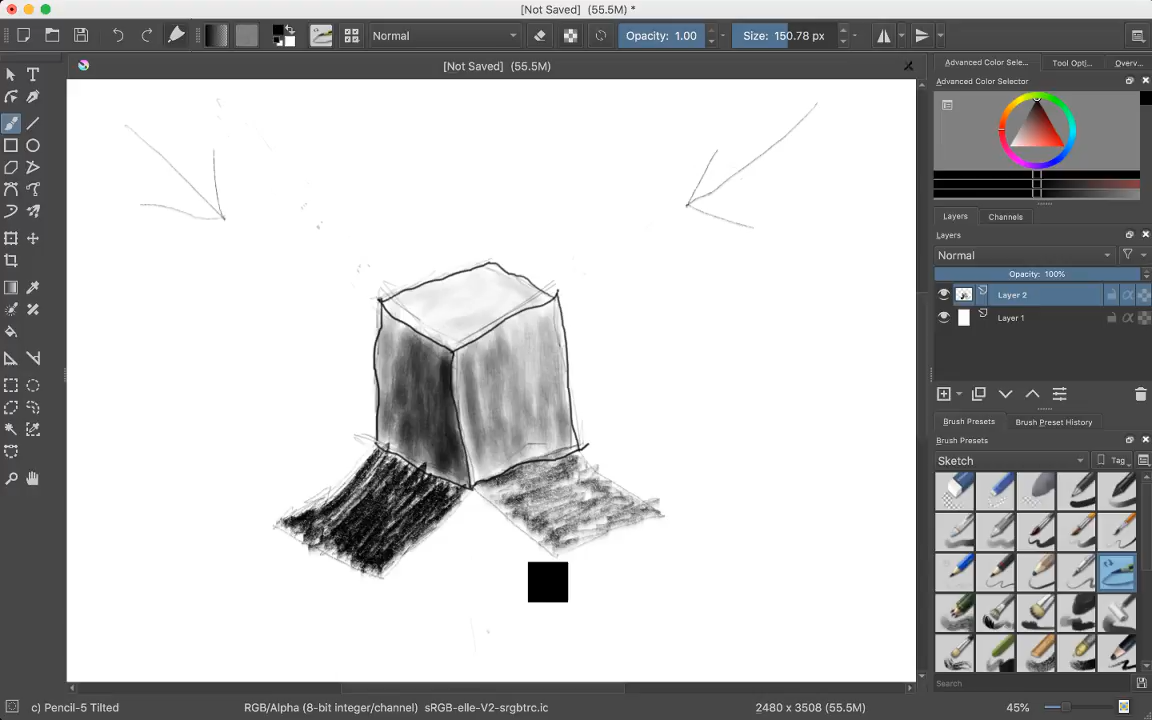 [Not Saved] (55.5M) *
Normal
Opacity: 1.00
Size: 150.78 px
[Not Saved] (55.5M)
Advanced Color Sele...
Tool Opti...
Overv...
Advanced Color Selector
Layers
Channels
Layers
Normal
Opacity: 100%
Layer 2
Layer 1
Brush Presets
Brush Preset History
Brush Presets
Sketch
Tag
Search
c) Pencil-5 Tilted
RGB/Alpha (8-bit integer/channel) sRGB-elle-V2-srgbtrc.ic
2480 x 3508 (55.5M)
45%